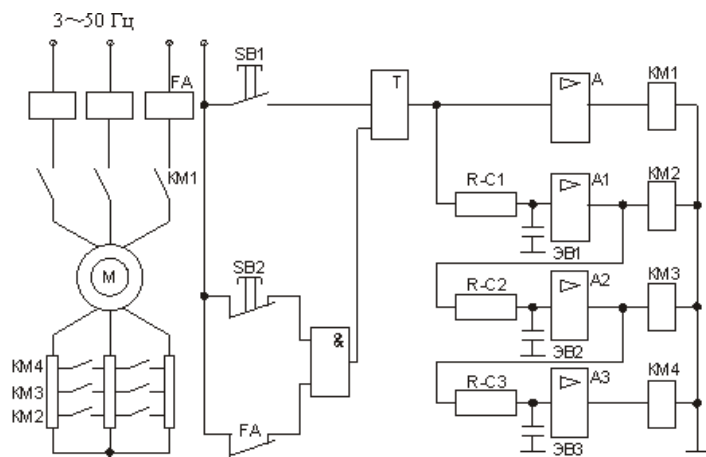 3~50 Гц
FA
SB1
T
A
KM1
KM1
R-C1
A1
KM2
ЭВ1
M
SB2
R-C2
A2
KM3
ЭВ2
&
KM4
KM3
KM2
R-C3
A3
KM4
FA
ЭВ3